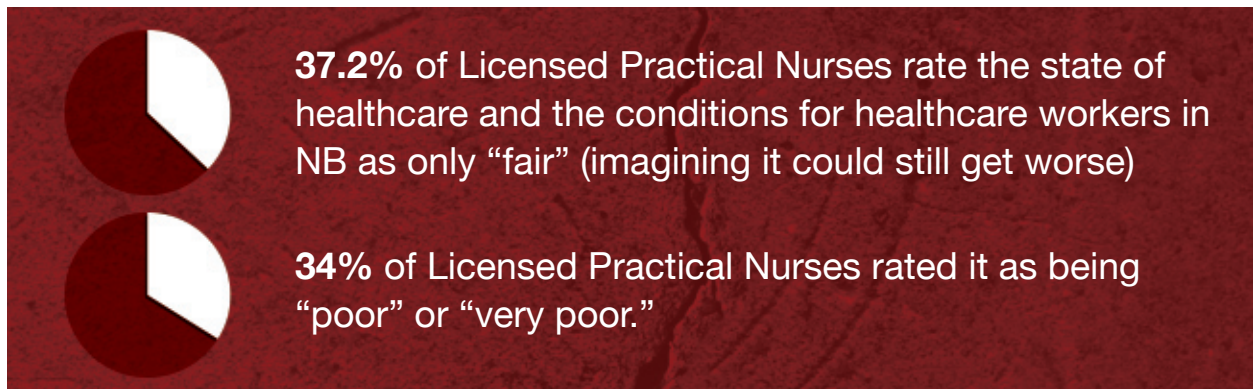 37.2% of Licensed Practical Nurses rate the state of
healthcare and the conditions for healthcare workers in
NB as only “fair” (imagining it could still get worse)
34% of Licensed Practical Nurses rated it as being
“poor” or “very poor.”